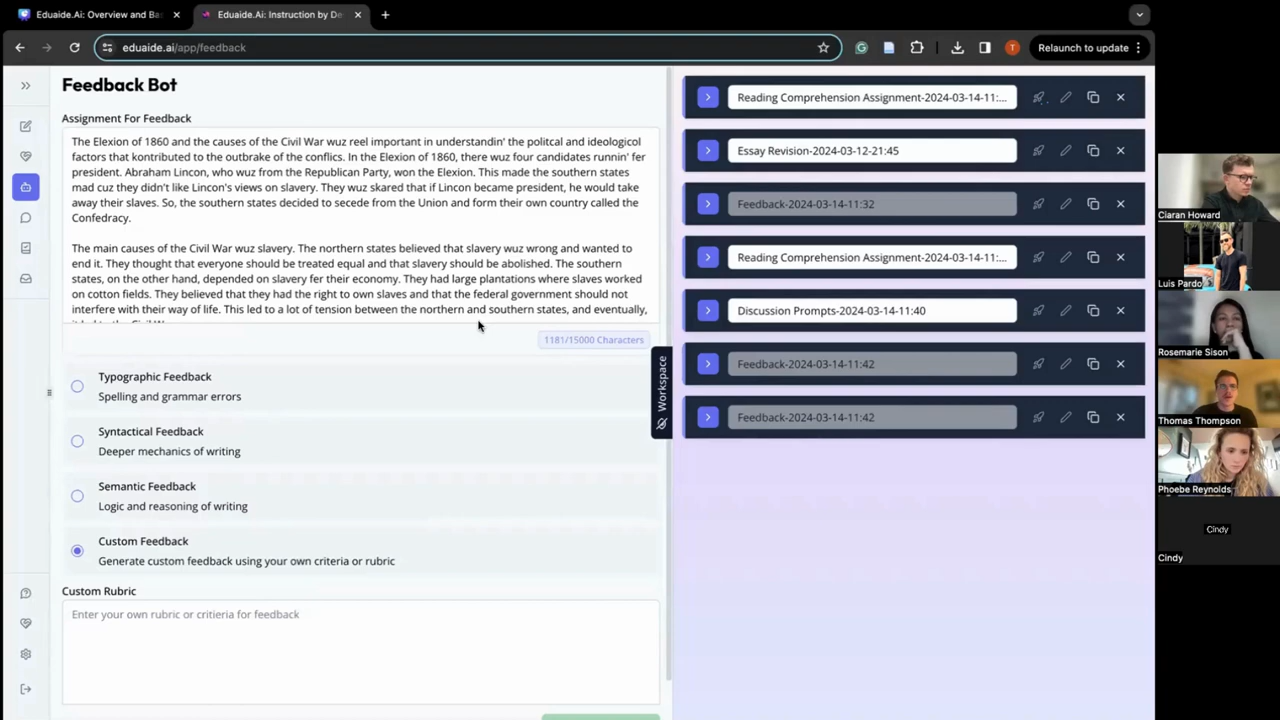 Eduaide.Ai: Overview and Ba
Eduaide.Ai: Instruction by De
eduaide.ai/app/feedback
T
Relaunch to update
Feedback Bot
Assignment For Feedback
The Elexion of 1860 and the causes of the Civil War wuz reel important in understandin' the politcal and ideological
factors that kontributed to the outbrake of the conflics. In the Elexion of 1860, there wuz four candidates runnin' fer
president. Abraham Lincon, who wuz from the Republican Party, won the Elexion. This made the southern states
mad cuz they didn't like Lincon's views on slavery. They wuz skared that if Lincon became president, he would take
away their slaves. So, the southern states decided to secede from the Union and form their own country called the
Confedracy.
The main causes of the Civil War wuz slavery. The northern states believed that slavery wuz wrong and wanted to
end it. They thought that everyone should be treated equal and that slavery should be abolished. The southern
states, on the other hand, depended on slavery fer their economy. They had large plantations where slaves worked
on cotton fields. They believed that they had the right to own slaves and that the federal government should not
interfere with their way of life. This led to a lot of tension between the northern and southern states, and eventually,
1181/15000 Characters
Typographic Feedback
Spelling and grammar errors
Syntactical Feedback
Deeper mechanics of writing
Semantic Feedback
Logic and reasoning of writing
Custom Feedback
Generate custom feedback using your own criteria or rubric
Custom Rubric
Enter your own rubric or critieria for feedback
Workspace
Reading Comprehension Assignment-2024-03-14-11:...
Essay Revision-2024-03-12-21:45
Feedback-2024-03-14-11:32
Reading Comprehension Assignment-2024-03-14-11:...
Discussion Prompts-2024-03-14-11:40
Feedback-2024-03-14-11:42
Feedback-2024-03-14-11:42
Ciaran Howard
Luis Pardo
Rosemarie Sison
Thomas Thompson
Phoebe Reynolds
Cindy
Cindy